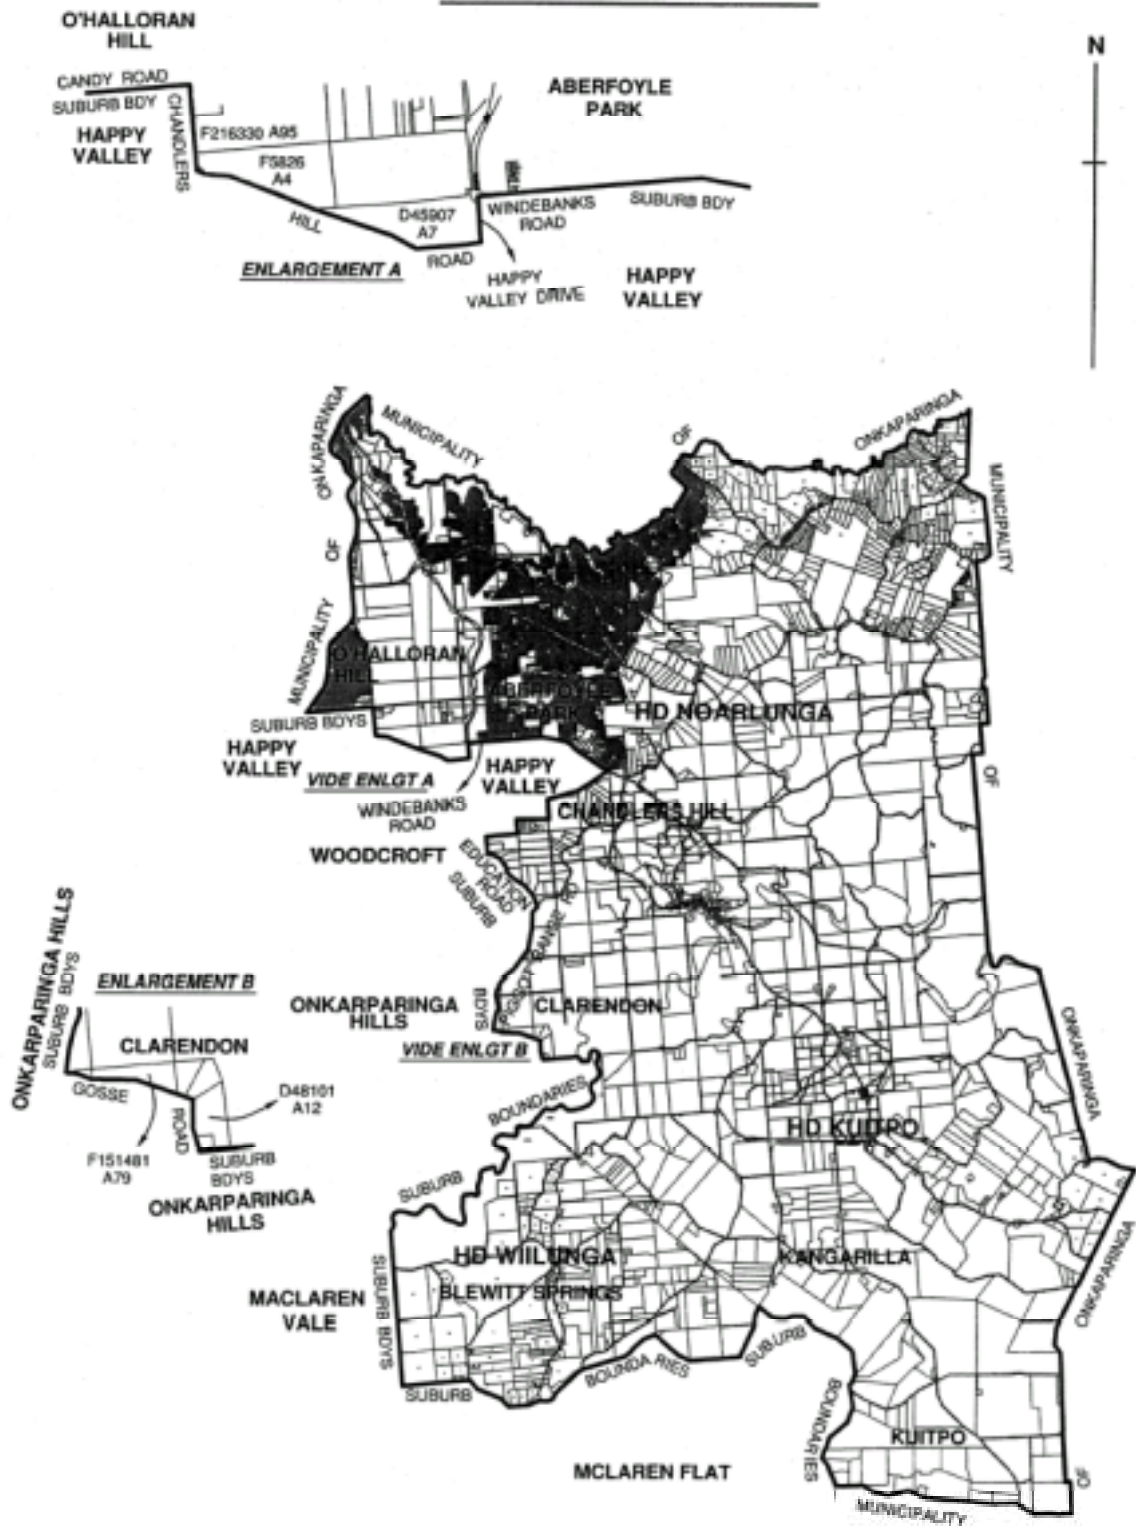 O'HALLORAN
HILL
CANDY ROAD
SUBURB BDY
HAPPY
VALLEY
CHANDLERS
F216330 A95
F5826
A4
HILL
D45907
A7
ROAD
ENLARGEMENT A
ABERFOYLE
PARK
WINDEBANKS
ROAD
SUBURB BDY
HAPPY
VALLEY DRIVE
HAPPY
VALLEY
N
ONKAPARINGA
MUNICIPALITY
OF
ONKAPARINGA
MUNICIPALITY
OF
MUNICIPALITY
O'HALLORAN
HILL
ABERFOYLE
PARK
HD NOARLUNGA
SUBURB BDYS
HAPPY
VALLEY
VIDE ENLGT A
HAPPY
VALLEY
WINDEBANKS
ROAD
OF
CHANDLERS HILL
WOODCROFT
EDUCATION
ROAD
SUBURB
PIGGOTT RANGE RD
BDYS
ONKARPARINGA
HILLS
CLARENDON
VIDE ENLGT B
ONKAPARINGA HILLS
SUBURB BDYS
ENLARGEMENT B
CLARENDON
GOSSE
ROAD
D48101
A12
F151481
A79
SUBURB
BDYS
ONKARPARINGA
HILLS
BOUNDARIES
ONKAPARINGA
HD KUITPO
SUBURB
HD WIILUNGA
KANGARILLA
BLEWITT SPRINGS
MACLAREN
VALE
SUBURB BDYS
ONKAPARINGA
SUBURB
BOUNDARIES
SUBURB
BOUNDARIES
KUITPO
MCLAREN FLAT
OF
MUNICIPALITY